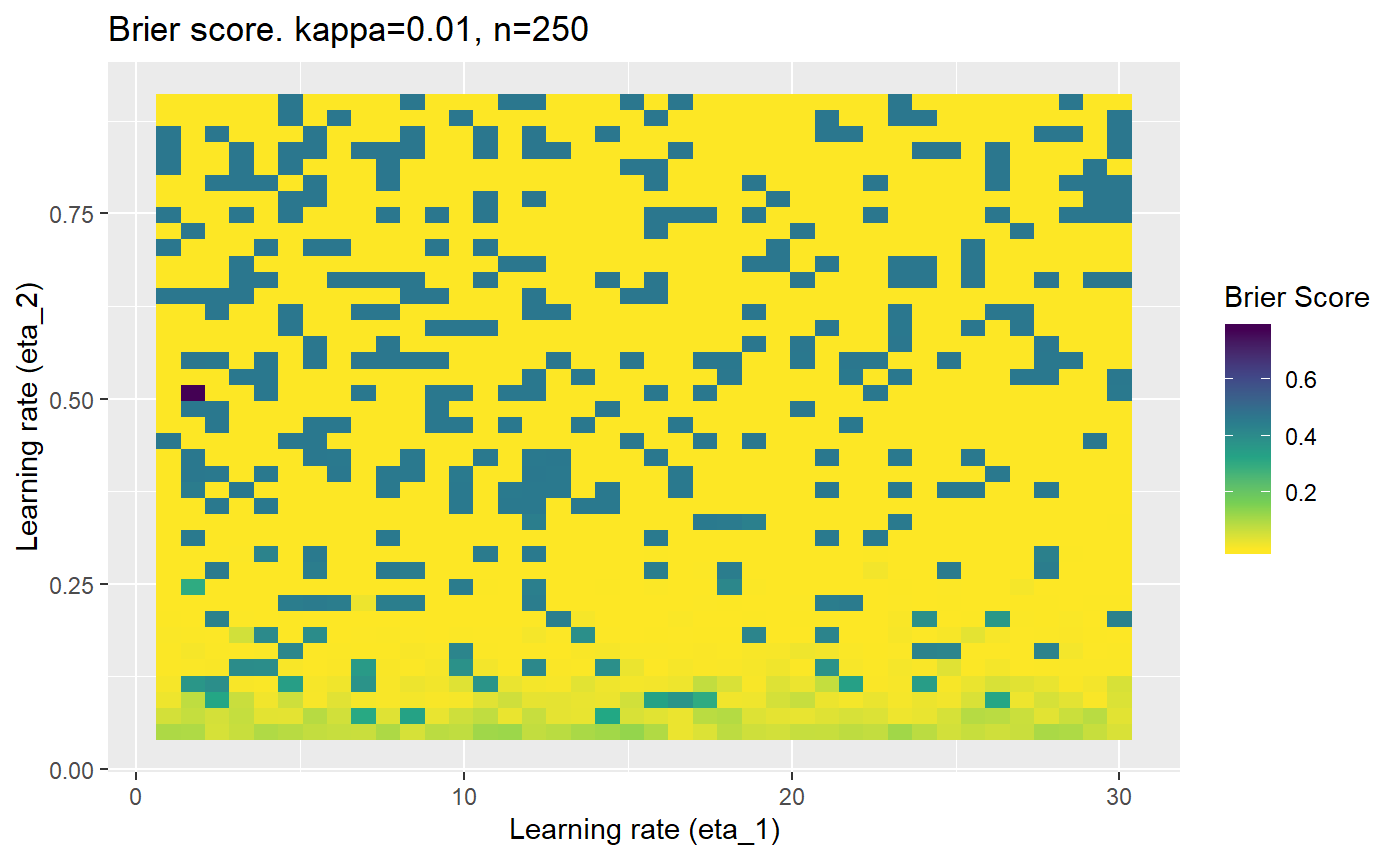 Brier score. kappa=0.01, n=250
Learning rate (eta_2)
0.75
0.50
0.25
0.00
0
10
20
30
Learning rate (eta_1)
Brier Score
0.6
0.4
0.2